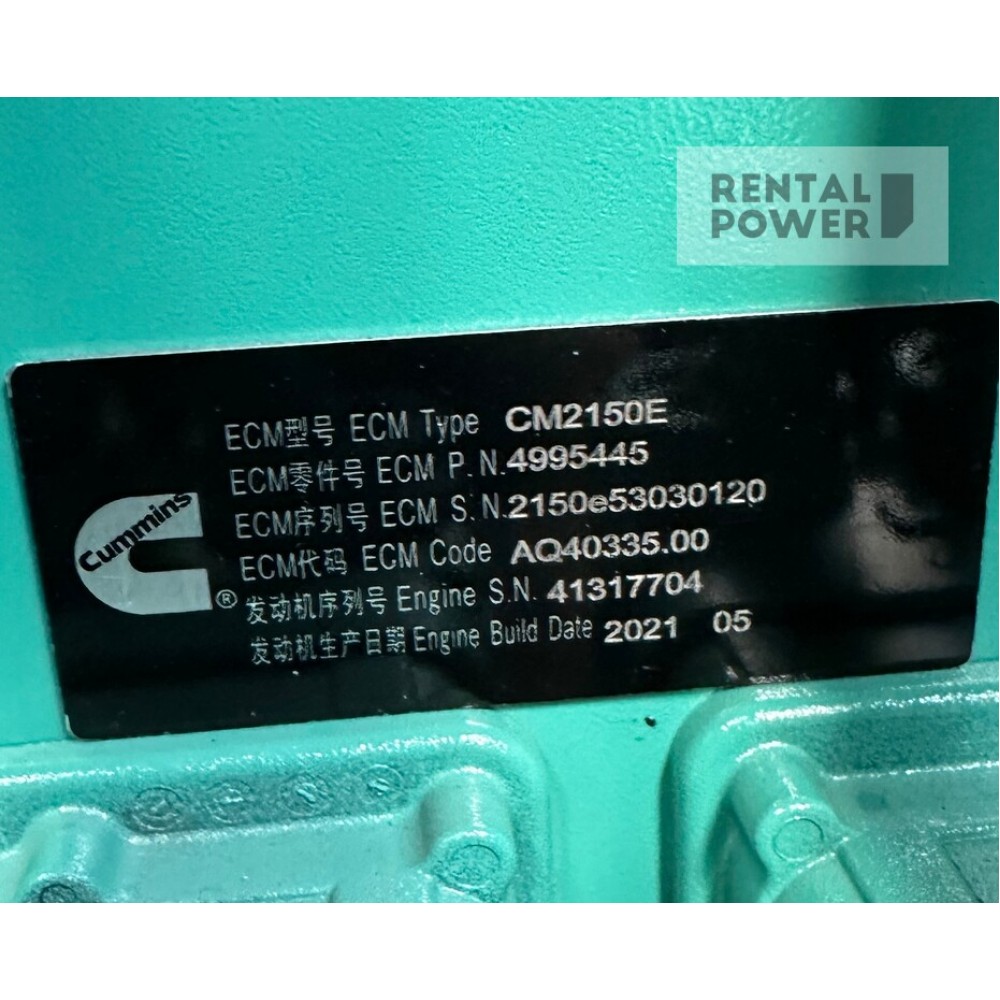 RENTAL
POWER
ECM型号 ECM Type CM2150E
ECM零件号 ECM P.N. 4995445
ECM序列号 ECM S.N. 2150e53030120
ECM代码 ECM Code AQ40335.00
发动机序列号 Engine S.N. 41317704
发动机生产日期 Engine Build Date 2021 05
Cummins
®